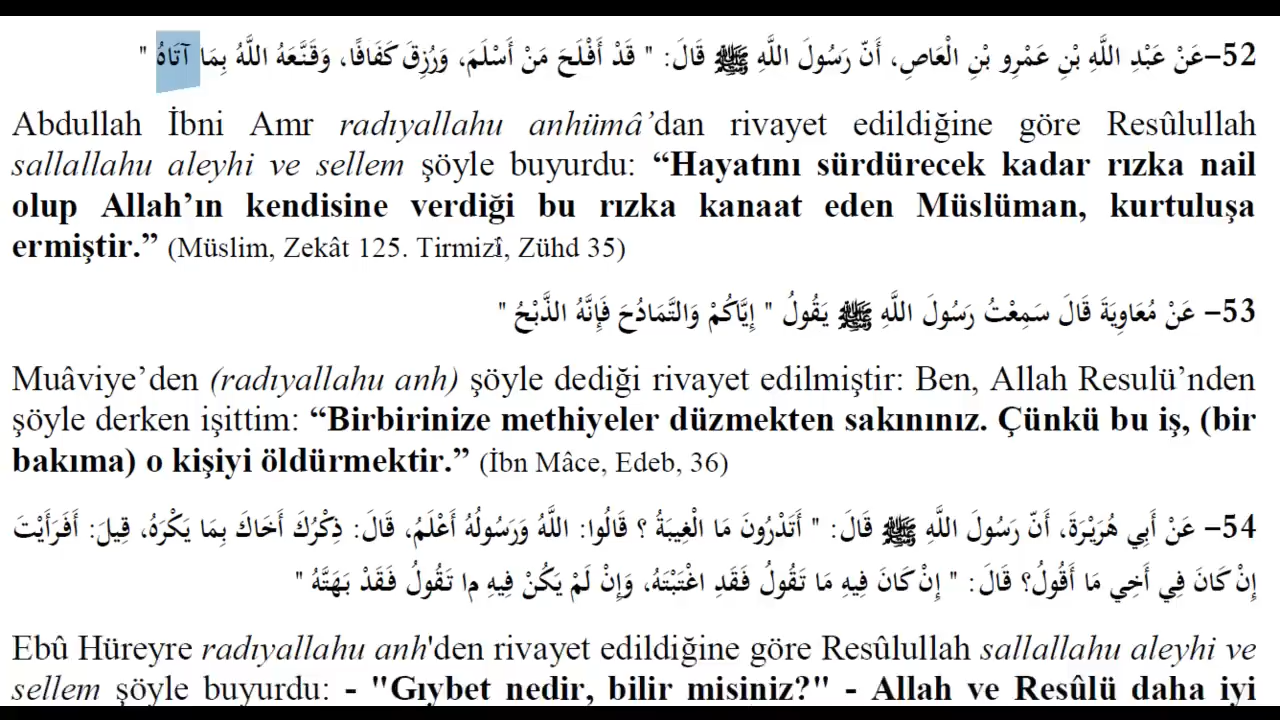 52–عَنْ عَبْدِ اللَّهِ بْنِ عَمْرِو بْنِ الْعَاصِ، أَنّ رَسُولَ اللَّهِ ﷺ قَالَ: " قَدْ أَفْلَحَ مَنْ أَسْلَمَ، وَرُزِقَ كَفَافًا، وَقَنَّعَهُ اللَّهُ بِمَا آتَاهُ "
Abdullah İbni Amr radıyallahu anhümâ’dan rivayet edildiğine göre Resûlullah
sallallahu aleyhi ve sellem şöyle buyurdu: “Hayatını sürdürecek kadar rızka nail
olup Allah’ın kendisine verdiği bu rızka kanaat eden Müslüman, kurtuluşa
ermiştir.” (Müslim, Zekât 125. Tirmizî, Zühd 35)
53– عَنْ مُعَاوِيَةَ قَالَ سَمِعْتُ رَسُولَ اللَّهِ ﷺ يَقُولُ " إِيَّاكُمْ وَالتَّمَادُحَ فَإِنَّهُ الذَّبْحُ "
Muâviye’den (radıyallahu anh) şöyle dediği rivayet edilmiştir: Ben, Allah Resulü’nden
şöyle derken işittim: “Birbirinize methiyeler düzmekten sakınınız. Çünkü bu iş, (bir
bakıma) o kişiyi öldürmektir.” (İbn Mâce, Edeb, 36)
54– عَنْ أَبِي هُرَيْرَةَ، أَنّ رَسُولَ اللَّهِ ﷺ قَالَ: " أَتَدْرُونَ مَا الْغِيبَةُ ؟ قَالُوا: اللَّهُ وَرَسُولُهُ أَعْلَمُ، قَالَ: ذِكْرُكَ أَخَاكَ بِمَا يَكْرَهُ، قِيلَ: أَفَرَأَيْتَ
إِنْ كَانَ فِي أَخِي مَا أَقُولُ؟ قَالَ: " إِنْ كَانَ فِيهِ مَا تَقُولُ فَقَدِ اغْتَبْتَهُ، وَإِنْ لَمْ يَكُنْ فِيهِ مَا تَقُولُ فَقَدْ بَهَتَّهُ "
Ebû Hüreyre radıyallahu anh'den rivayet edildiğine göre Resûlullah sallallahu aleyhi ve
sellem şöyle buyurdu: - "Gıybet nedir, bilir misiniz?" - Allah ve Resûlü daha iyi